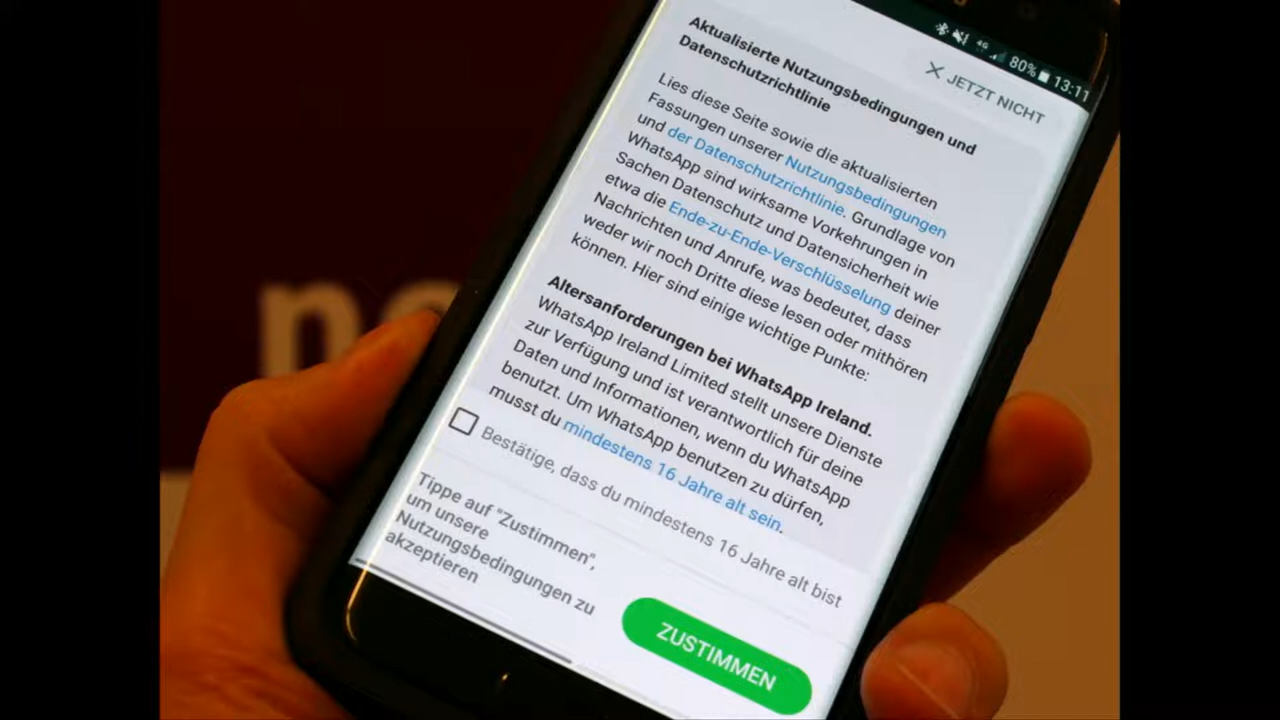 4G 80% 13:11
JETZT NICHT
Aktualisierte Nutzungsbedingungen und
Datenschutzrichtlinie
Lies diese Seite sowie die aktualisierten
Fassungen unserer Nutzungsbedingungen
und der Datenschutzrichtlinie. Grundlage von
WhatsApp sind wirksame Vorkehrungen in
Sachen Datenschutz und Datensicherheit wie
etwa die Ende-zu-Ende-Verschlüsselung deiner
Nachrichten und Anrufe, was bedeutet, dass
weder wir noch Dritte diese lesen oder mithören
können. Hier sind einige wichtige Punkte:
Altersanforderungen bei WhatsApp Ireland.
WhatsApp Ireland Limited stellt unsere Dienste
zur Verfügung und ist verantwortlich für deine
Daten und Informationen, wenn du WhatsApp
benutzt. Um WhatsApp benutzen zu dürfen,
musst du mindestens 16 Jahre alt sein.
Bestätige, dass du mindestens 16 Jahre alt bist
Tippe auf "Zustimmen",
um unsere
Nutzungsbedingungen zu
akzeptieren
ZUSTIMMEN